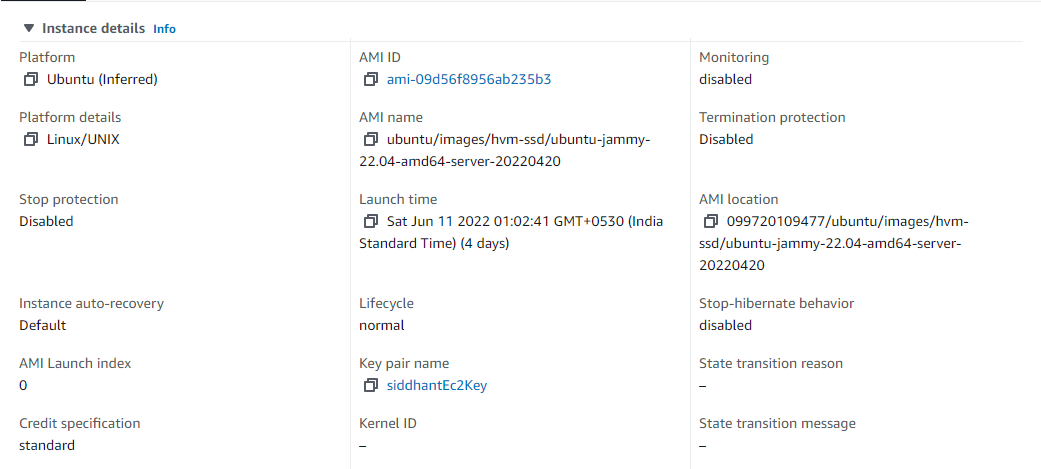 Instance details Info
Platform
Ubuntu (Inferred)
AMI ID
ami-09d56f8956ab235b3
Monitoring
disabled
Platform details
Linux/UNIX
AMI name
ubuntu/images/hvm-ssd/ubuntu-jammy-
22.04-amd64-server-20220420
Termination protection
Disabled
Stop protection
Disabled
Launch time
Sat Jun 11 2022 01:02:41 GMT+0530 (India
Standard Time) (4 days)
AMI location
099720109477/ubuntu/images/hvm-
ssd/ubuntu-jammy-22.04-amd64-server-
20220420
Instance auto-recovery
Default
Lifecycle
normal
Stop-hibernate behavior
disabled
AMI Launch index
0
Key pair name
siddhantEc2Key
State transition reason
–
Credit specification
standard
Kernel ID
–
State transition message
–